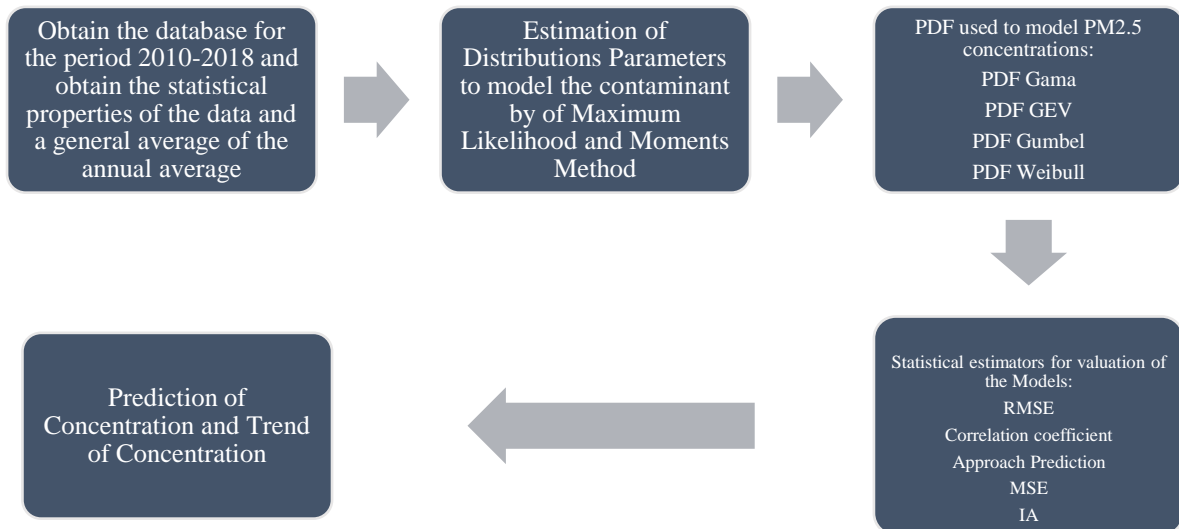 Obtain the database for
the period 2010-2018 and
obtain the statistical
properties of the data and
a general average of the
annual average
Estimation of
Distributions Parameters
to model the contaminant
by of Maximum
Likelihood and Moments
Method
PDF used to model PM2.5
concentrations:
PDF Gama
PDF GEV
PDF Gumbel
PDF Weibull
Statistical estimators for valuation of
the Models:
RMSE
Correlation coefficient
Approach Prediction
MSE
IA
Prediction of
Concentration and Trend
of Concentration